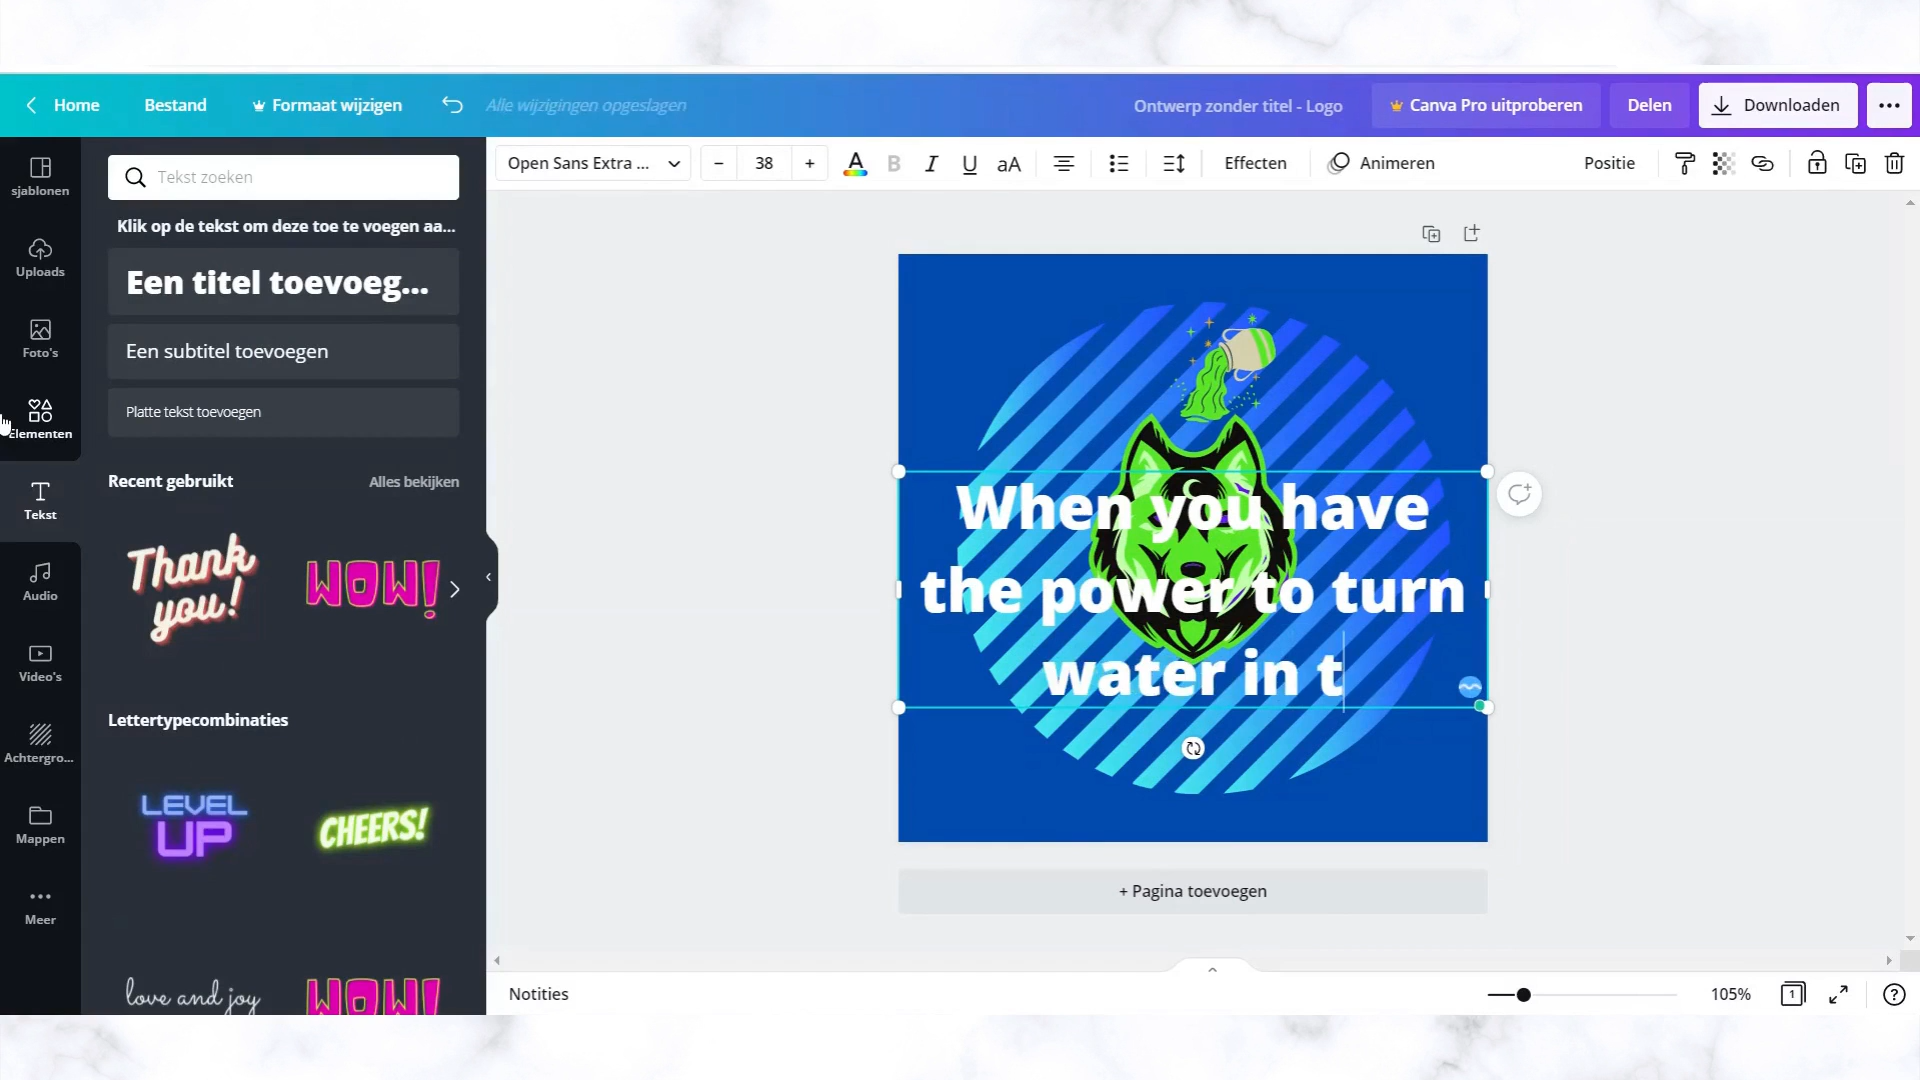 Home
Bestand
Formaat wijzigen
Alle wijzigingen opgeslagen
Ontwerp zonder titel - Logo
Canva Pro uitproberen
Delen
Downloaden
sjablonen
Uploads
Foto's
Elementen
Tekst
Audio
Video's
Achtergro...
Mappen
Meer
Tekst zoeken
Klik op de tekst om deze toe te voegen aa...
Een titel toevoeg...
Een subtitel toevoegen
Platte tekst toevoegen
Recent gebruikt
Alles bekijken
Thank
you!
WOW!
Lettertypecombinaties
LEVEL
UP
CHEERS!
love and joy
WOW!
Open Sans Extra ...
38
A
B
I
U
aA
Effecten
Animeren
Positie
When you have
the power to turn
water in t
+ Pagina toevoegen
Notities
105%
1